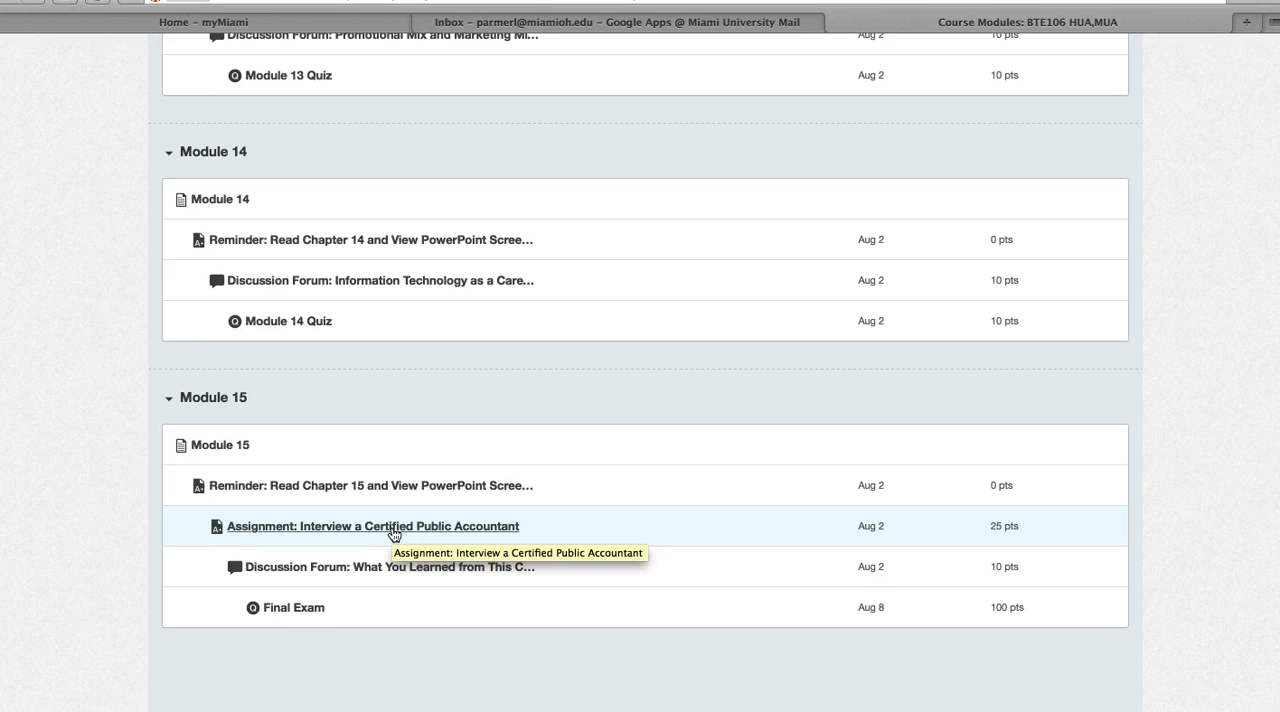 Home – myMiami
Inbox – parmerl@miamioh.edu – Google Apps @ Miami University Mail
Course Modules: BTE106 HUA,MUA
+
Discussion Forum: Promotional Mix and Marketing Mi... Aug 2 10 pts
Module 13 Quiz Aug 2 10 pts
Module 14
Module 14
Reminder: Read Chapter 14 and View PowerPoint Scree... Aug 2 0 pts
Discussion Forum: Information Technology as a Care... Aug 2 10 pts
Module 14 Quiz Aug 2 10 pts
Module 15
Module 15
Reminder: Read Chapter 15 and View PowerPoint Scree... Aug 2 0 pts
Assignment: Interview a Certified Public Accountant Aug 2 25 pts
Assignment: Interview a Certified Public Accountant
Discussion Forum: What You Learned from This C... Aug 2 10 pts
Final Exam Aug 8 100 pts